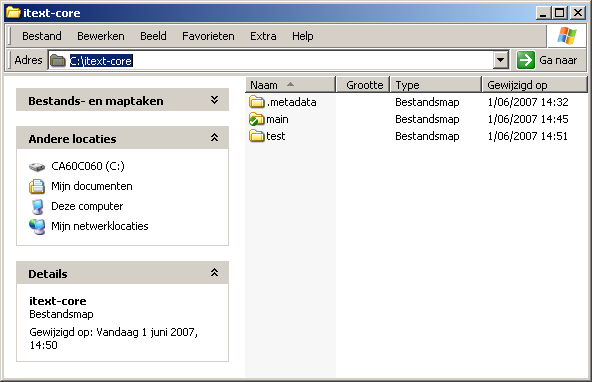 itext-core
Bestand Bewerken Beeld Favorieten Extra Help
Adres C:\itext-core Ga naar
Bestands- en maptaken
Andere locaties
CA60C060 (C:)
Mijn documenten
Deze computer
Mijn netwerklocaties
Details
itext-core
Bestandsmap
Gewijzigd op: Vandaag 1 juni 2007,
14:50
Naam Grootte Type Gewijzigd op
.metadata Bestandsmap 1/06/2007 14:32
main Bestandsmap 1/06/2007 14:45
test Bestandsmap 1/06/2007 14:51